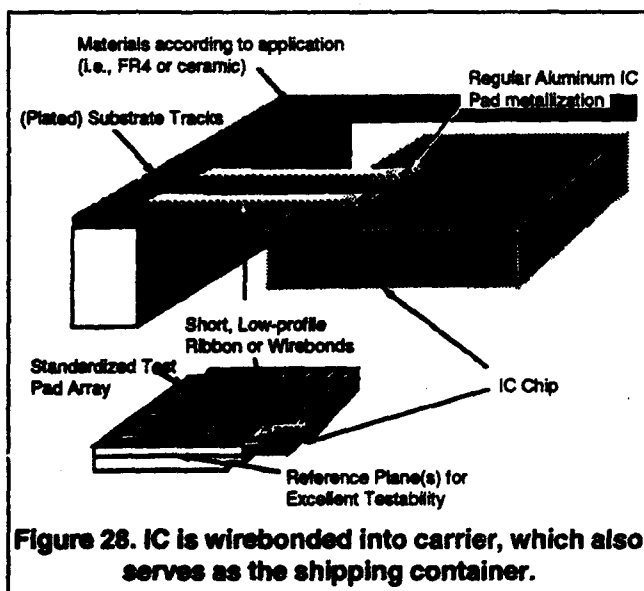 Materials according to application
(i.e., FR4 or ceramic)
Regular Aluminum IC
Pad metallization
(Plated) Substrate Tracks
Short, Low-profile
Ribbon or Wirebonds
Standardized Test
Pad Array
IC Chip
Reference Plane(s) for
Excellent Testability
Figure 28. IC is wirebonded into carrier, which also
serves as the shipping container.